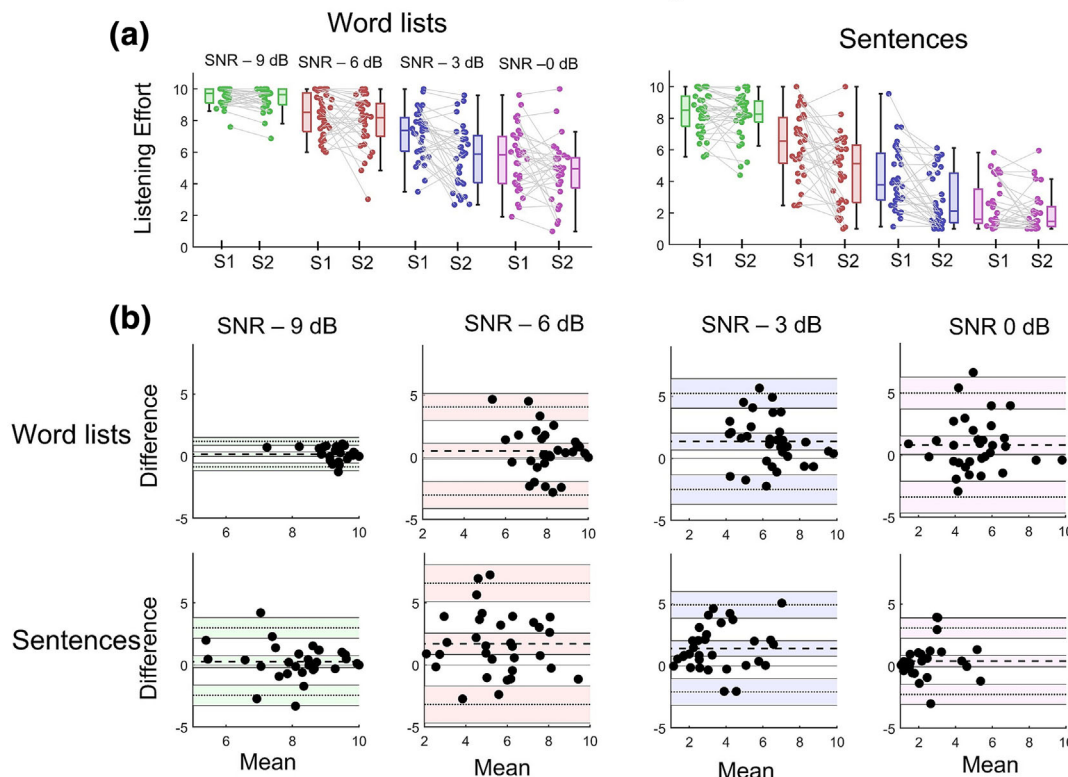 (a)
Word lists
Sentences
SNR – 9 dB SNR – 6 dB SNR – 3 dB SNR –0 dB
Listening Effort
10
8
6
4
2
0
S1 S2 S1 S2 S1 S2 S1 S2
10
8
6
4
2
0
S1 S2 S1 S2 S1 S2 S1 S2
(b)
SNR – 9 dB SNR – 6 dB SNR – 3 dB SNR 0 dB
Word lists
Difference
5
0
-5
6 8 10
5
0
-5
2 4 6 8 10
5
0
-5
2 4 6 8 10
5
0
-5
2 4 6 8 10
Sentences
Difference
5
0
-5
6 8 10
5
0
-5
2 4 6 8 10
5
0
-5
2 4 6 8 10
5
0
-5
2 4 6 8 10
Mean Mean Mean Mean